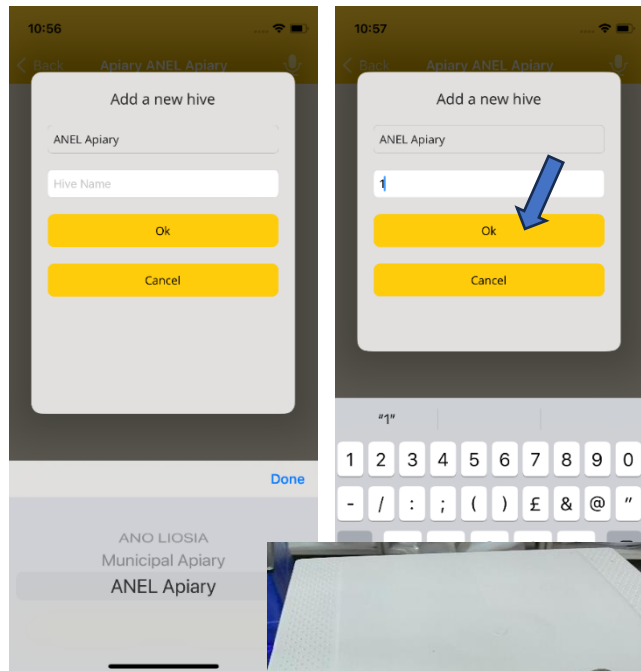 10:56
Back Apiary ANEL Apiary
Add a new hive
ANEL Apiary
Hive Name
Ok
Cancel
Done
ANO LIOSIA
Municipal Apiary
ANEL Apiary
10:57
Back Apiary ANEL Apiary
Add a new hive
ANEL Apiary
1
Ok
Cancel
"1"
1 2 3 4 5 6 7 8 9 0
- / : ; ( ) £ & @ "